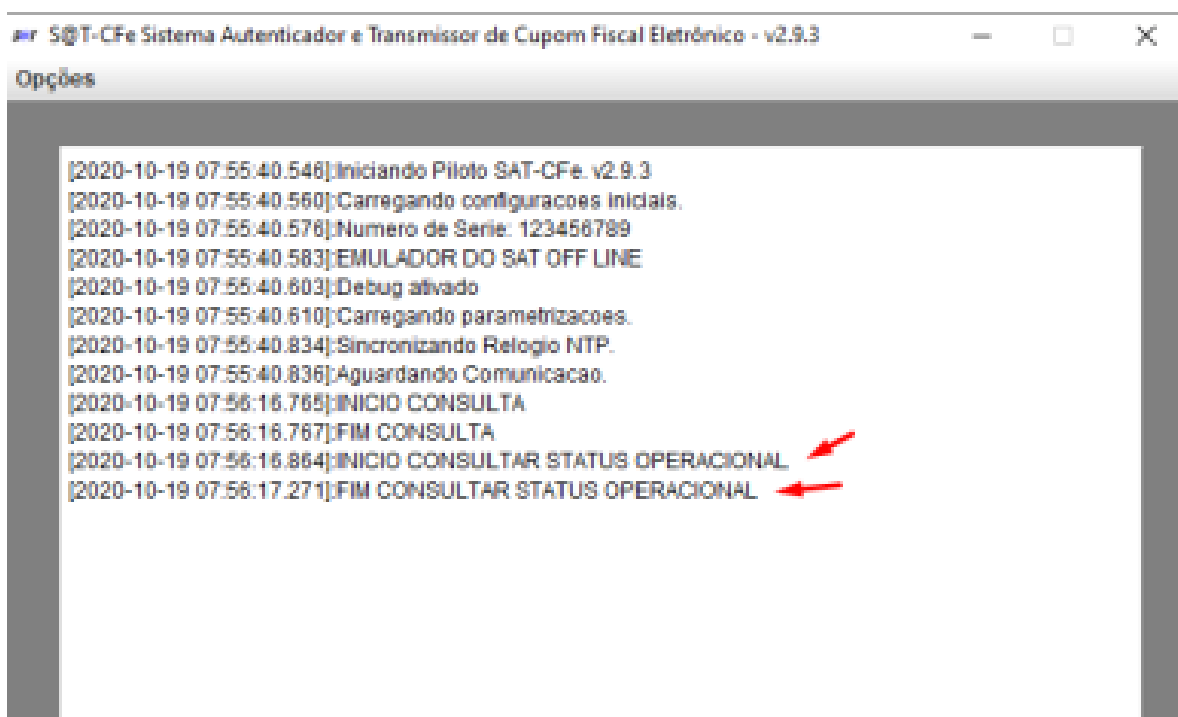 S@T-CFe Sistema Autenticador e Transmissor de Cupom Fiscal Eletrônico - v2.9.3
Opções
[2020-10-19 07:55:40.546]:Iniciando Piloto SAT-CFe. v2.9.3
[2020-10-19 07:55:40.560]:Carregando configuracoes iniciais.
[2020-10-19 07:55:40.576]:Numero de Serie: 123456789
[2020-10-19 07:55:40.583]:EMULADOR DO SAT OFF LINE
[2020-10-19 07:55:40.603]:Debug ativado
[2020-10-19 07:55:40.610]:Carregando parametrizacoes.
[2020-10-19 07:55:40.834]:Sincronizando Relogio NTP.
[2020-10-19 07:55:40.836]:Aguardando Comunicacao.
[2020-10-19 07:56:16.765]:INICIO CONSULTA
[2020-10-19 07:56:16.767]:FIM CONSULTA
[2020-10-19 07:56:16.864]:INICIO CONSULTAR STATUS OPERACIONAL
[2020-10-19 07:56:17.271]:FIM CONSULTAR STATUS OPERACIONAL